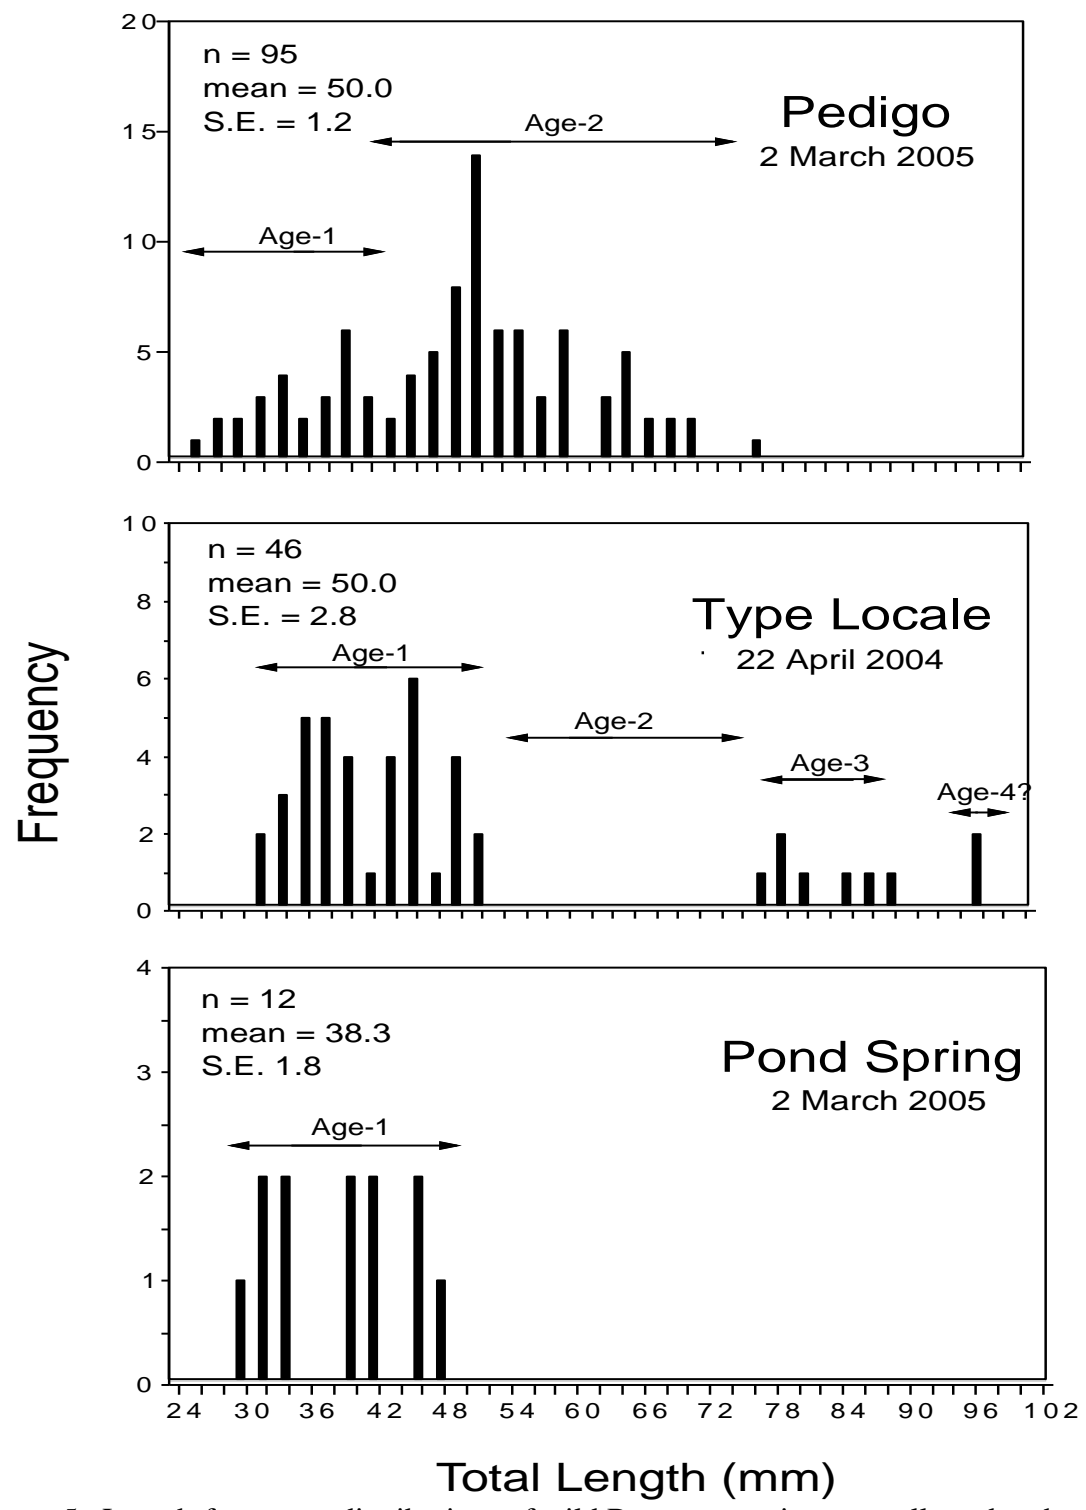 20
n = 95
mean = 50.0
S.E. = 1.2
Age-2
Pedigo
2 March 2005
15
Age-1
10
5
0
10
n = 46
mean = 50.0
S.E. = 2.8
Type Locale
22 April 2004
8
Age-1
6
Age-2
4
Age-3
Age-4?
2
0
Frequency
4
n = 12
mean = 38.3
S.E. 1.8
Pond Spring
2 March 2005
3
Age-1
2
1
0
24 30 36 42 48 54 60 66 72 78 84 90 96 102
Total Length (mm)